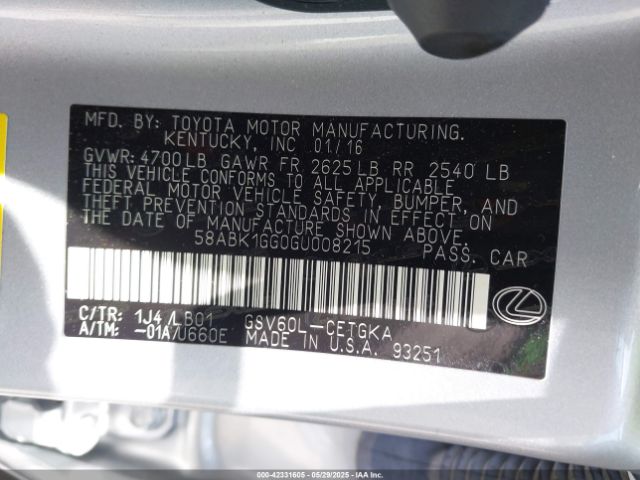 MFD. BY: TOYOTA MOTOR MANUFACTURING.
KENTUCKY, INC 01/16
GVWR: 4700LB GAWR FR 2625LB RR 2540 LB
THIS VEHICLE CONFORMS TO ALL APPLICABLE
FEDERAL MOTOR VEHICLE SAFETY, BUMPER, AND
THEFT PREVENTION STANDARDS IN EFFECT ON
THE DATE OF MANUFACTURE SHOWN ABOVE.
58ABK1GG0GU008215 PASS. CAR
C/TR: 1J4 /LB01 GSV60L-CETGKA
A/TM: -01A/U660E MADE IN U.S.A. 93251
000-42331605 05/29/2025 IAA Holdings, LLC